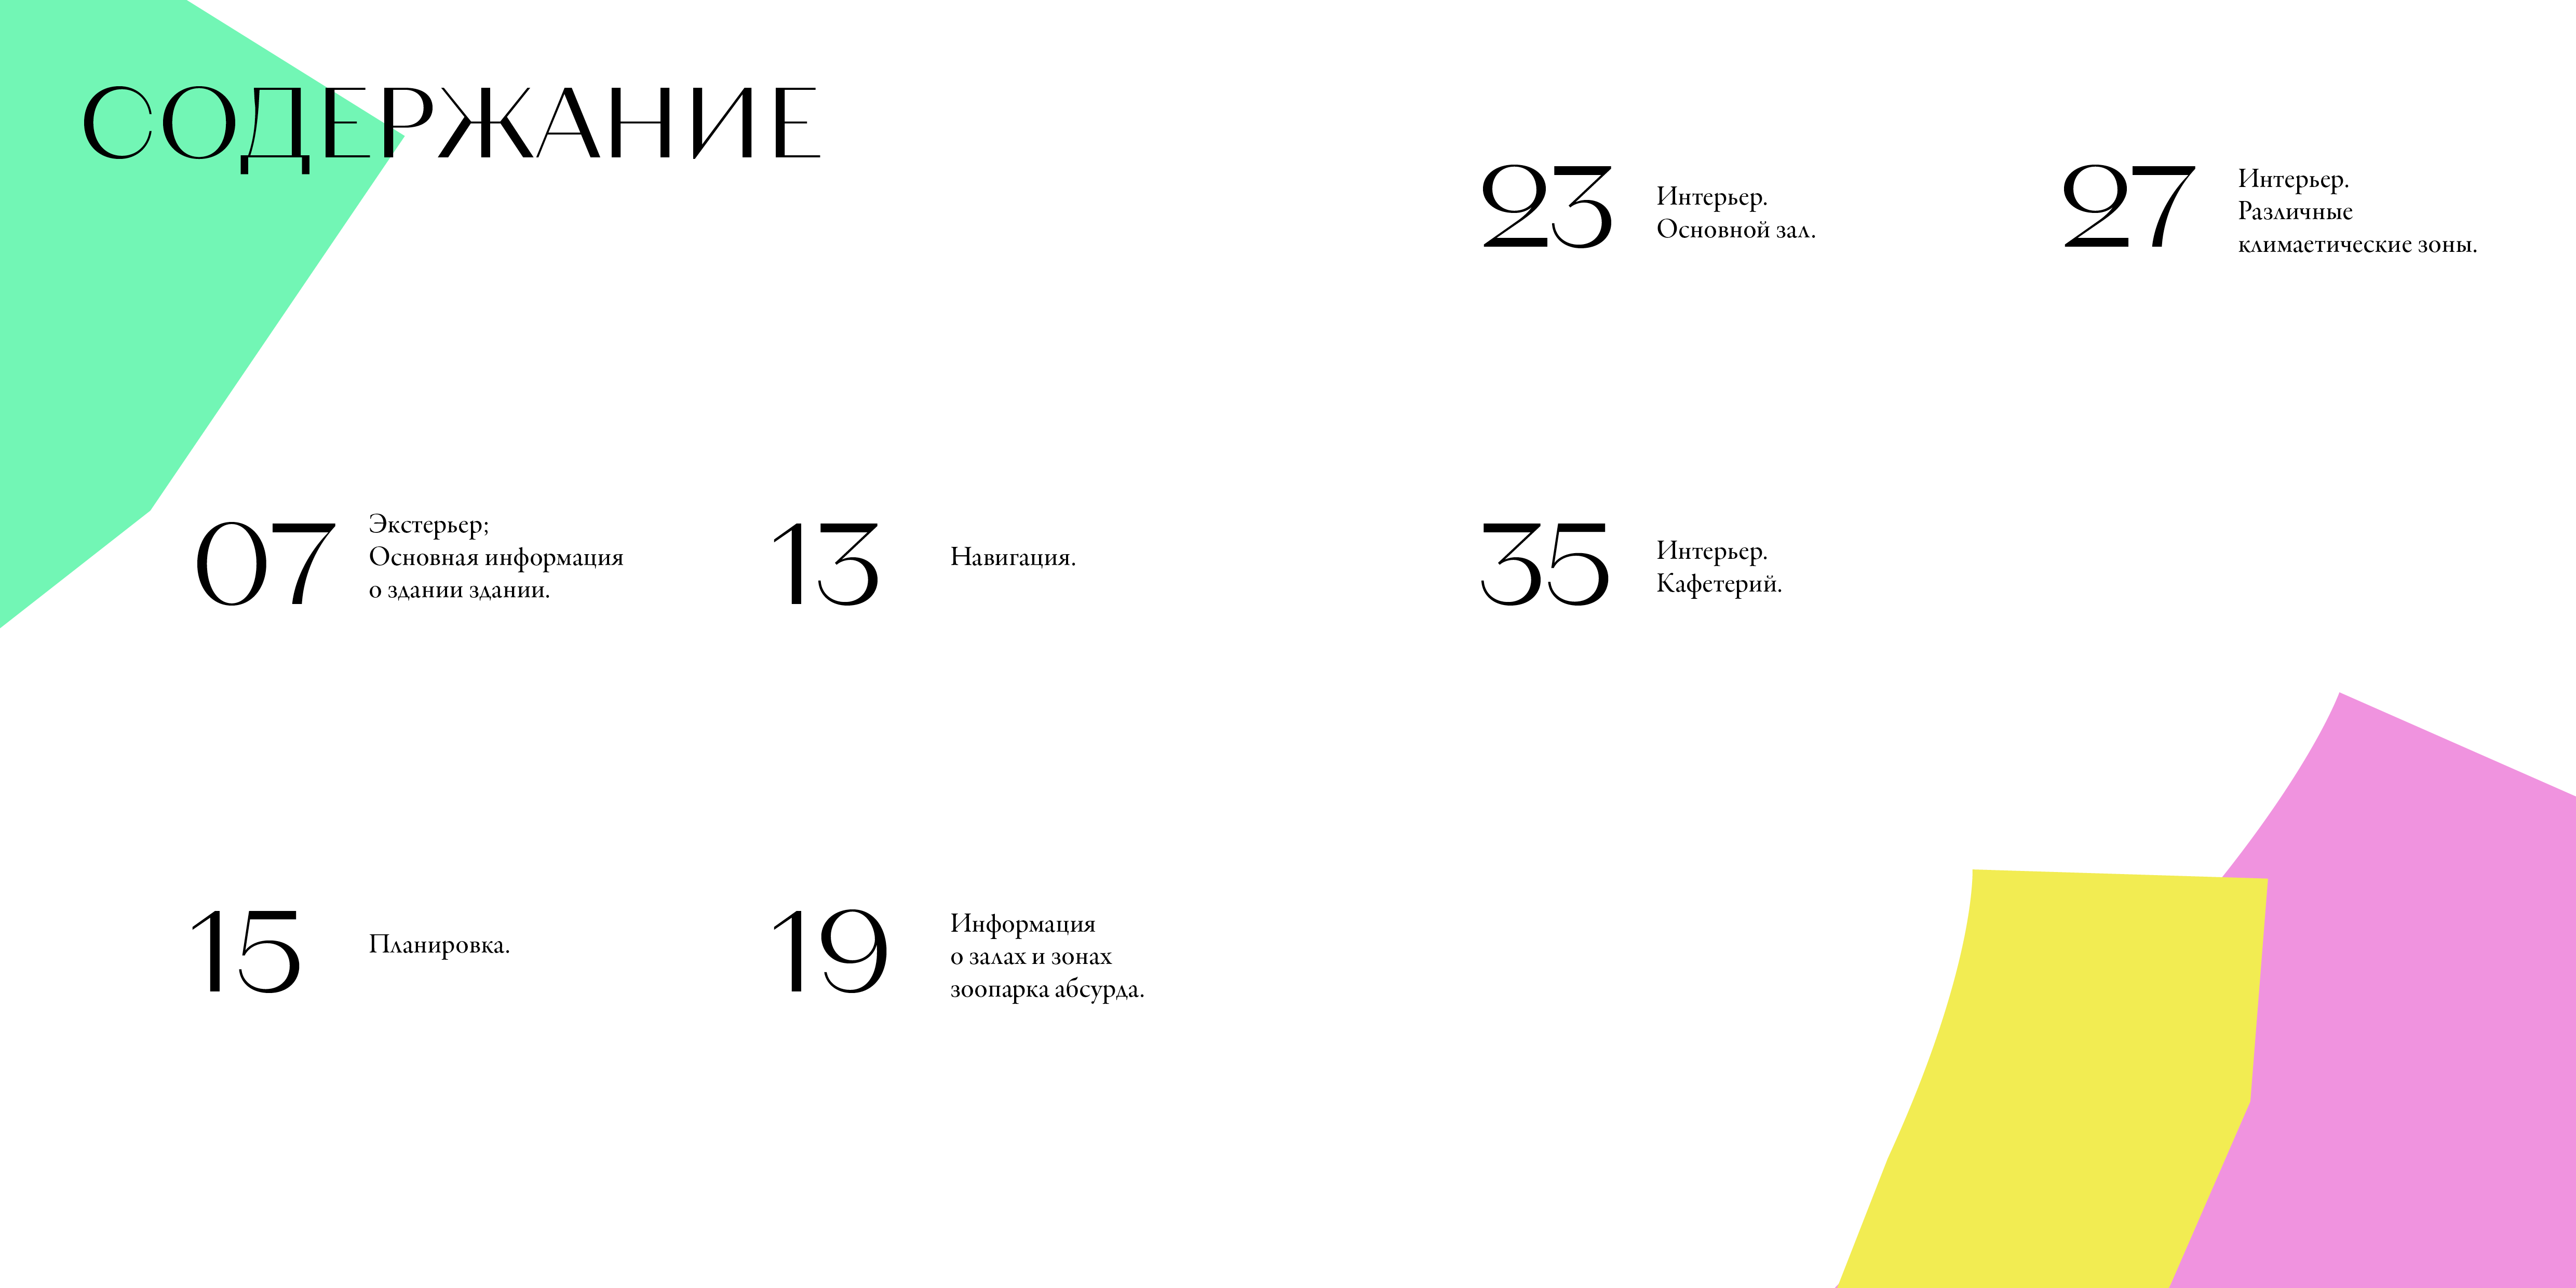 СОДЕРЖАНИЕ
07
Экстерьер;
Основная информация
о здании здании.
13
Навигация.
15
Планировка.
19
Информация
о залах и зонах
зоопарка абсурда.
23
Интерьер.
Основной зал.
27
Интерьер.
Различные
климаетические зоны.
35
Интерьер.
Кафетерий.